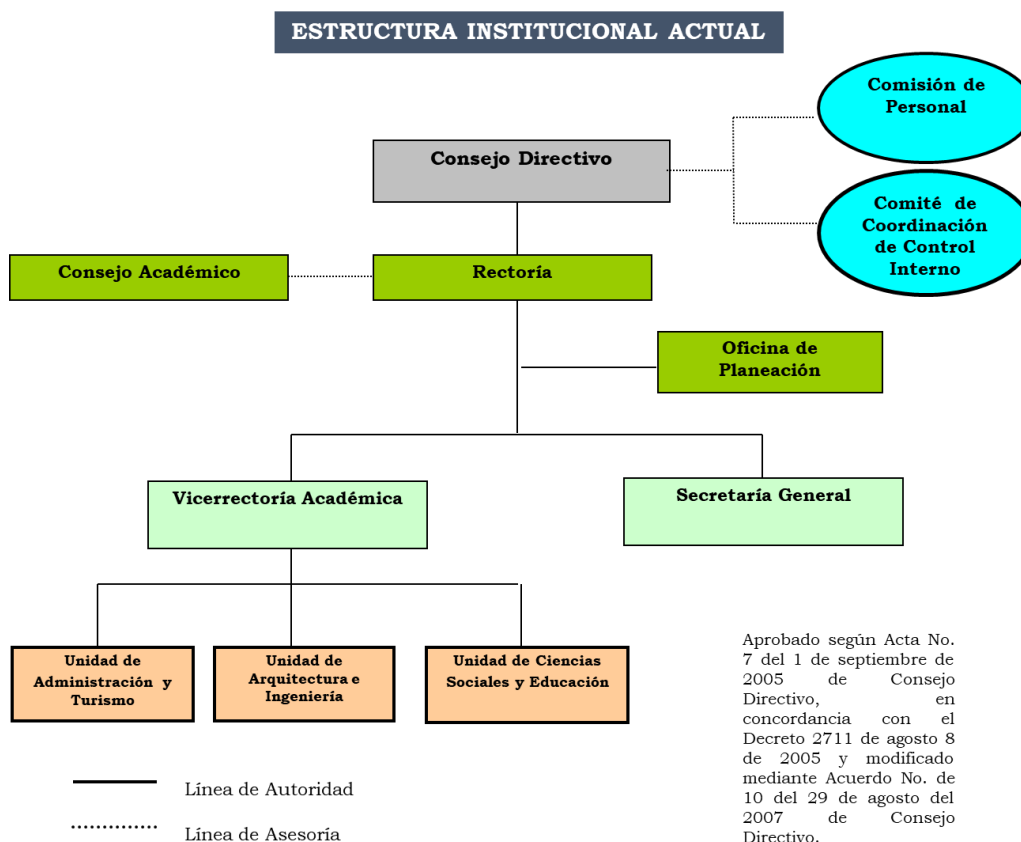 ESTRUCTURA INSTITUCIONAL ACTUAL
Comisión de
Personal
Consejo Directivo
Comité de
Coordinación
de Control
Interno
Consejo Académico
Rectoría
Oficina de
Planeación
Vicerrectoría Académica
Secretaría General
Unidad de
Administración y
Turismo
Unidad de
Arquitectura e
Ingeniería
Unidad de Ciencias
Sociales y Educación
Aprobado según Acta No.
7 del 1 de septiembre de
2005 de Consejo
Directivo, en
concordancia con el
Decreto 2711 de agosto 8
de 2005 y modificado
mediante Acuerdo No. de
10 del 29 de agosto del
2007 de Consejo
Directivo.
Línea de Autoridad
Línea de Asesoría